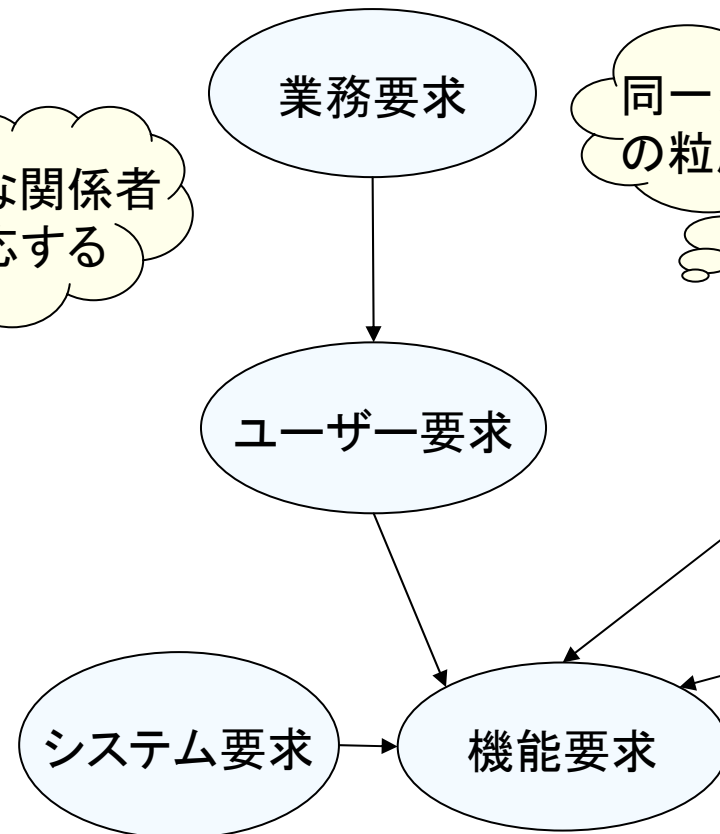 業務要求
同一
の粒
な関係者
応する
ユーザー要求
システム要求
機能要求